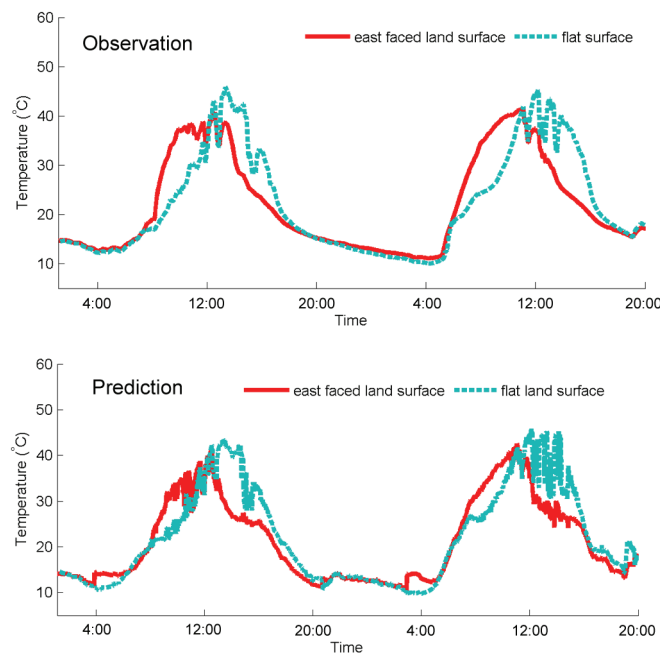 60
Observation
east faced land surface
flat surface
50
40
30
20
10
Temperature (°C)
4:00
12:00
20:00
4:00
12:00
20:00
Time
60
Prediction
east faced land surface
flat land surface
50
40
30
20
10
Temperature (°C)
4:00
12:00
20:00
4:00
12:00
20:00
Time